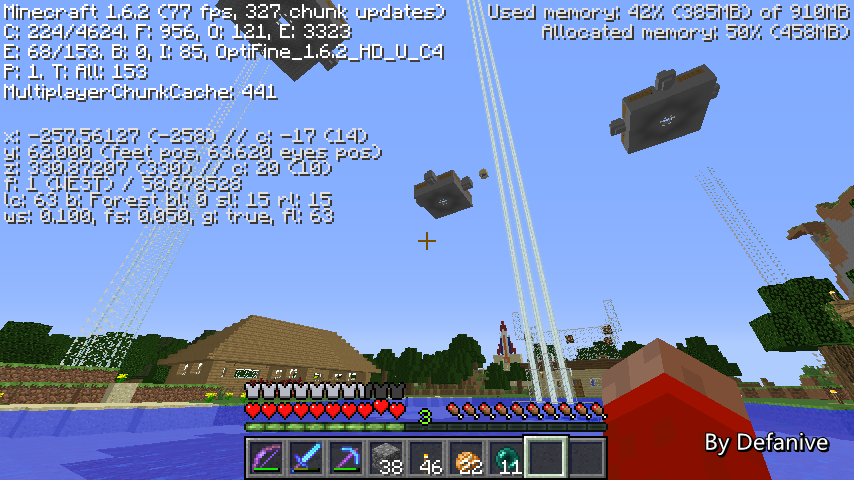 Minecraft 1.6.2 (77 fps, 327 chunk updates)
C: 224/4624, F: 956, O: 121, E: 3323
E: 68/153. B: 0, I: 85, OptiFine_1.6.2_HD_U_C4
P: 1. T: All: 153
MultiplayerChunkCache: 441
x: -257.56127 (-258) // c: -17 (14)
y: 62.000 (feet pos, 63.620 eyes pos)
z: 330.87207 (330) // c: 20 (10)
f: 1 (WEST) / 58.678528
lc: 63 b: Forest bl: 0 sl: 15 rl: 15
ws: 0.100, fs: 0.050, g: true, fl: 63
Used memory: 42% (385MB) of 910MB
Allocated memory: 50% (458MB)
8
38 46 22 11
By Defanive